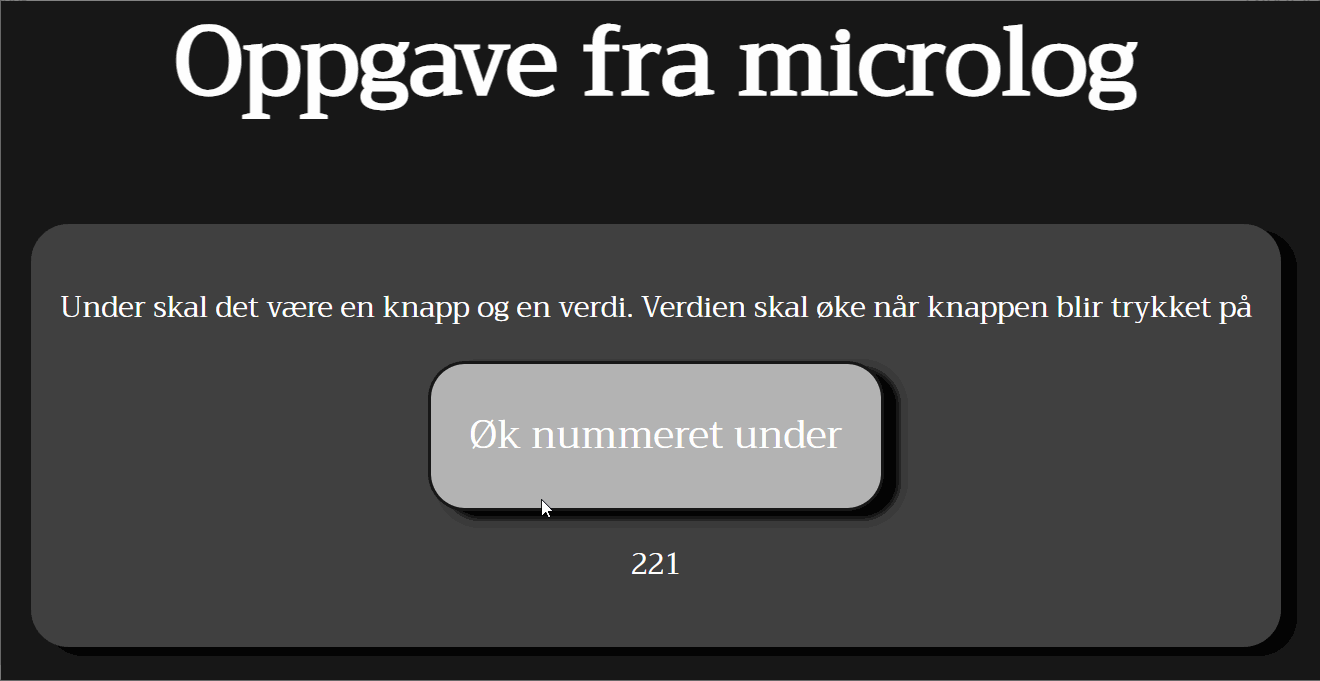 Oppgave fra microlog
Under skal det være en knapp og en verdi. Verdien skal øke når knappen blir trykket på
Øk nummeret under
221